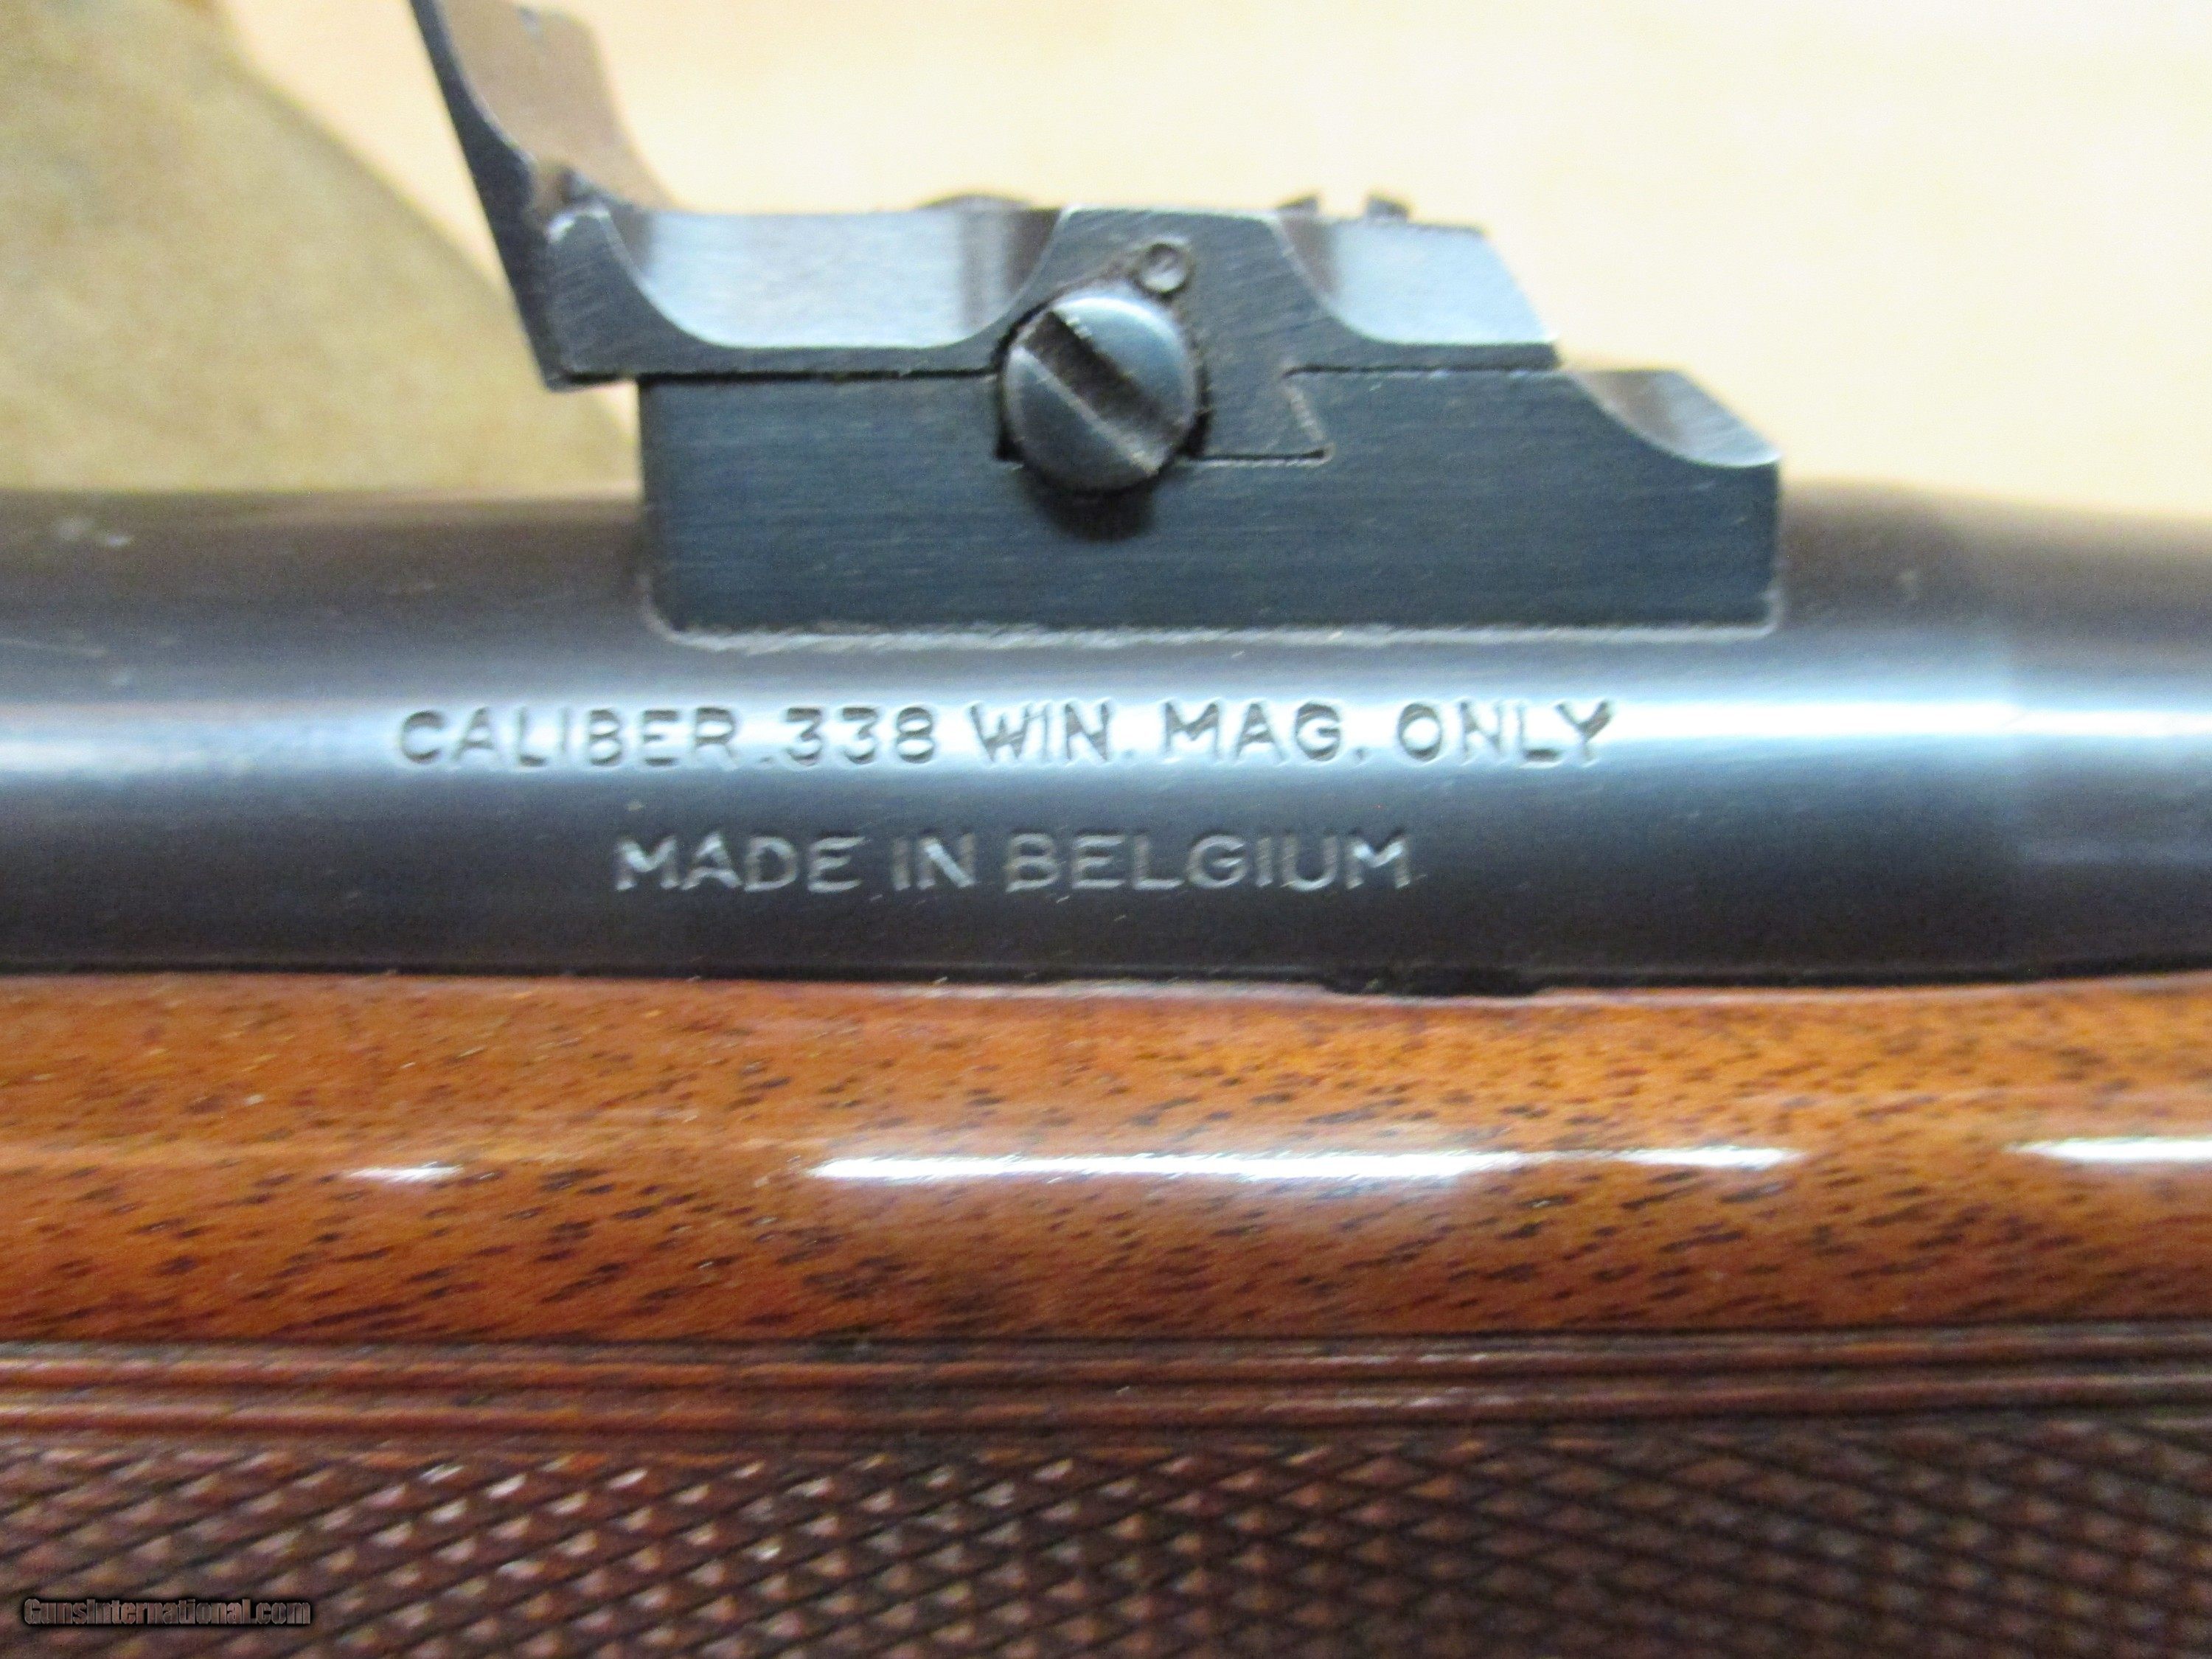 CALIBER .338 WIN. MAG. ONLY
MADE IN BELGIUM
GunsInternational.com